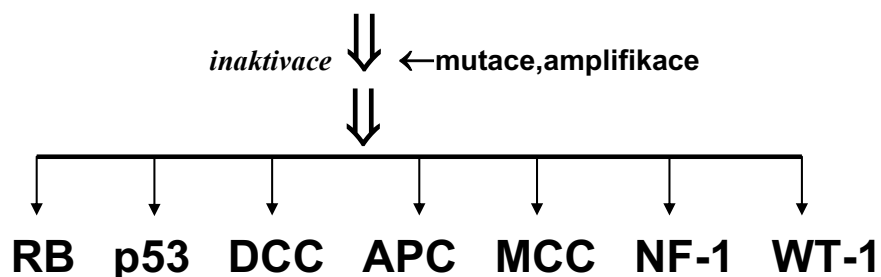 inaktivace ←mutace,amplifikace
RB p53 DCC APC MCC NF-1 WT-1